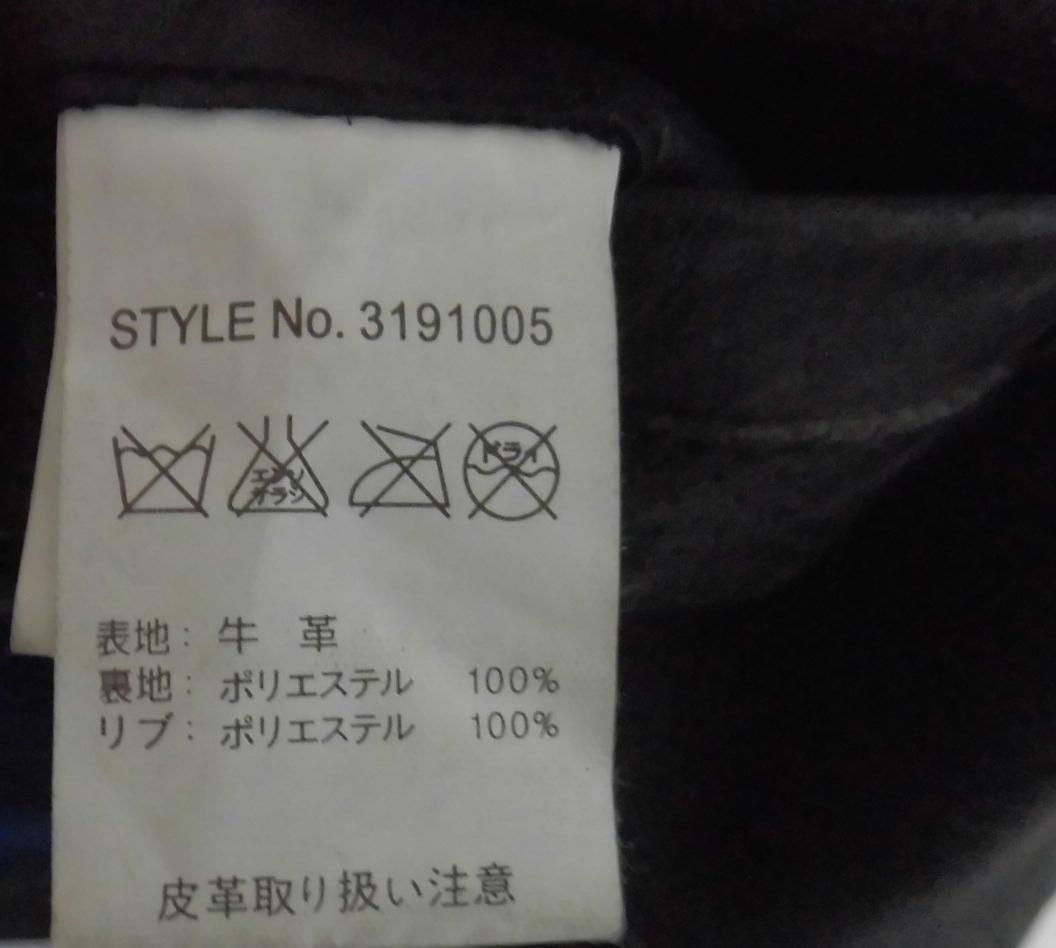 STYLE No. 3191005
エンソ
オラシ
ドライ
表地: 牛 革
裏地: ポリエステル 100%
リブ: ポリエステル 100%
皮革取り扱い注意